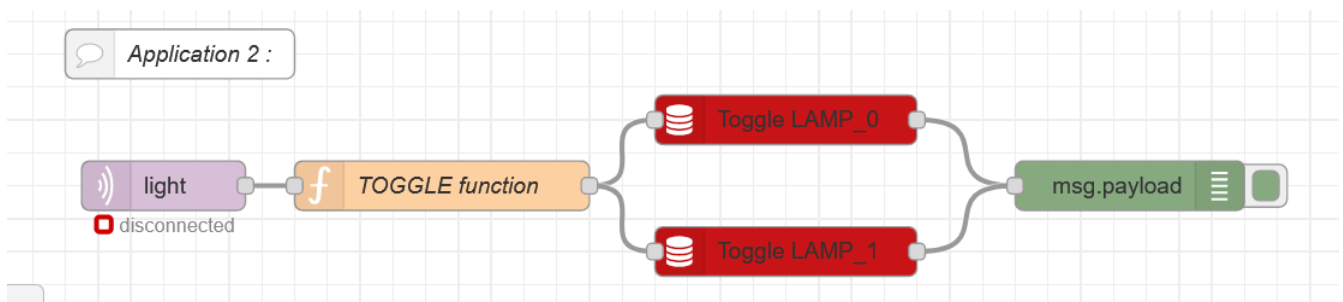 Application 2 :
Toggle LAMP_0
light
TOGGLE function
msg.payload
disconnected
Toggle LAMP_1